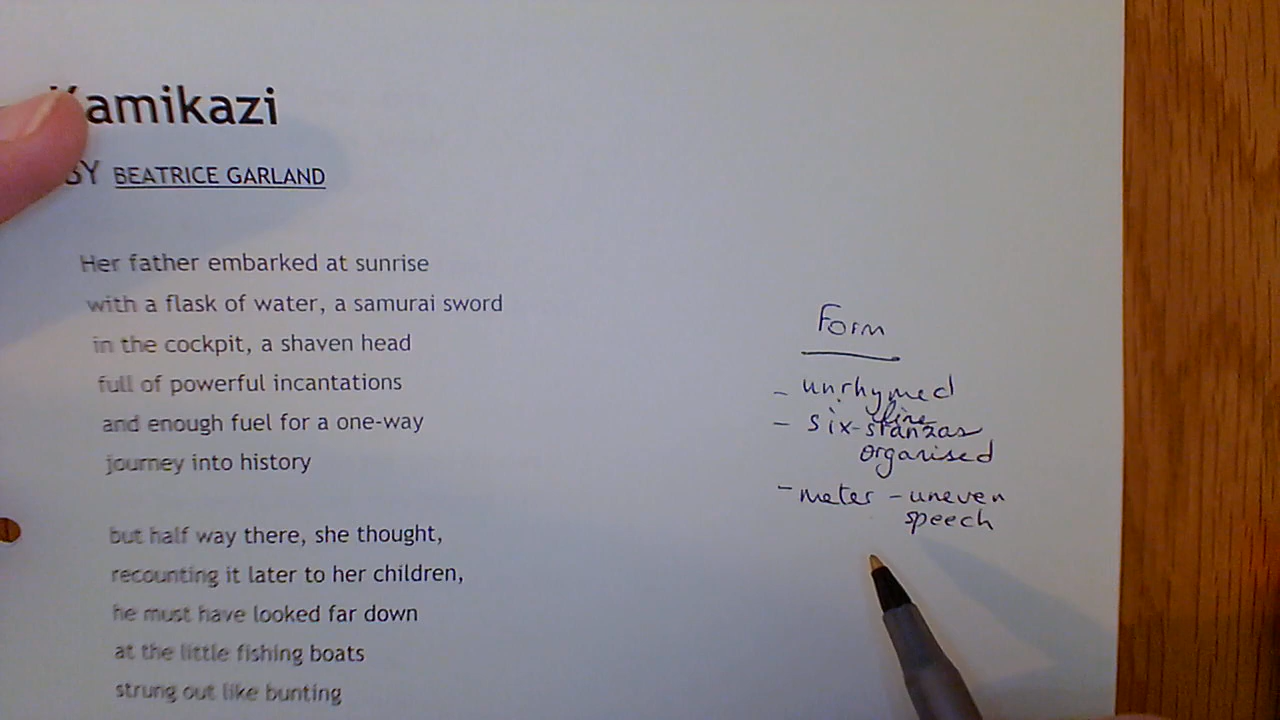 Kamikazi
BY BEATRICE GARLAND
Her father embarked at sunrise
with a flask of water, a samurai sword
in the cockpit, a shaven head
full of powerful incantations
and enough fuel for a one-way
journey into history
but half way there, she thought,
recounting it later to her children,
he must have looked far down
at the little fishing boats
strung out like bunting
Form
- unrhymed
line
- six-stanzas
organised
- meter - uneven
speech